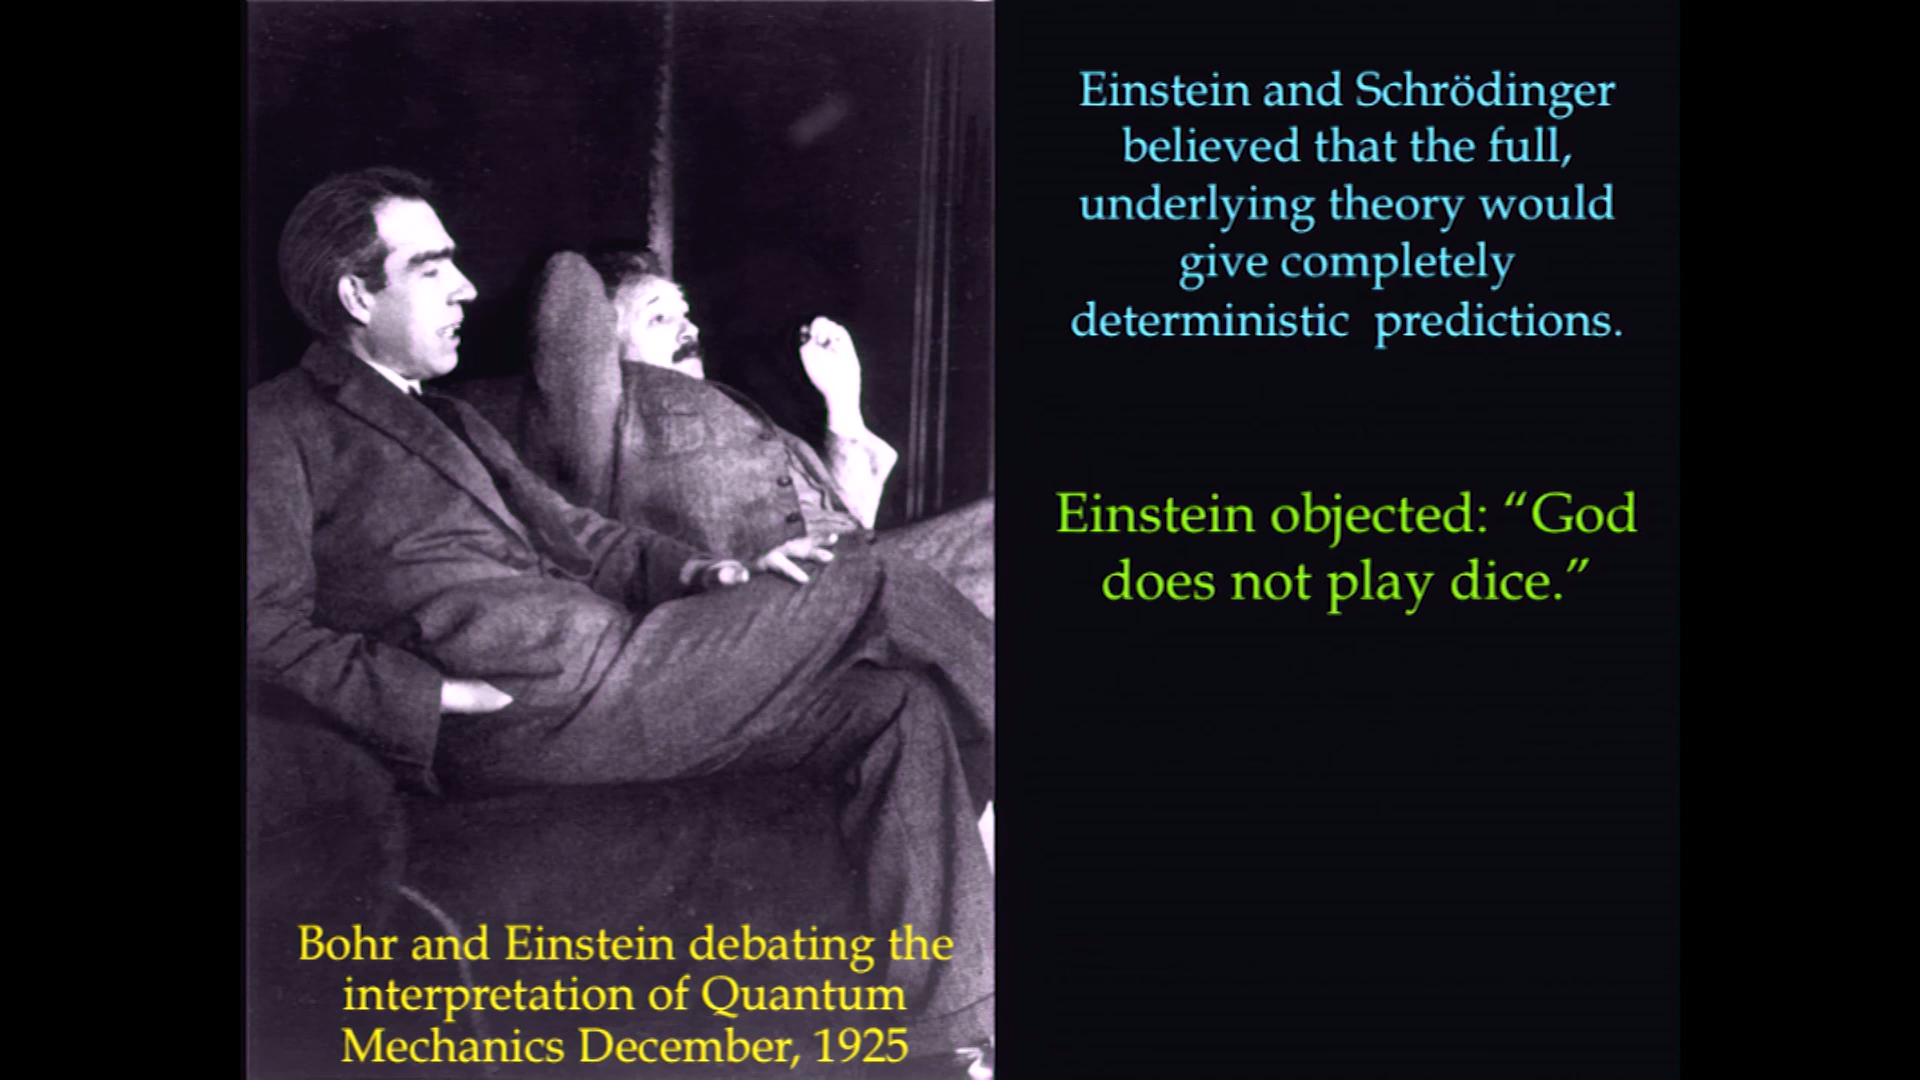 Einstein and Schrödinger
believed that the full,
underlying theory would
give completely
deterministic predictions.
Einstein objected: “God
does not play dice.”
Bohr and Einstein debating the
interpretation of Quantum
Mechanics December, 1925